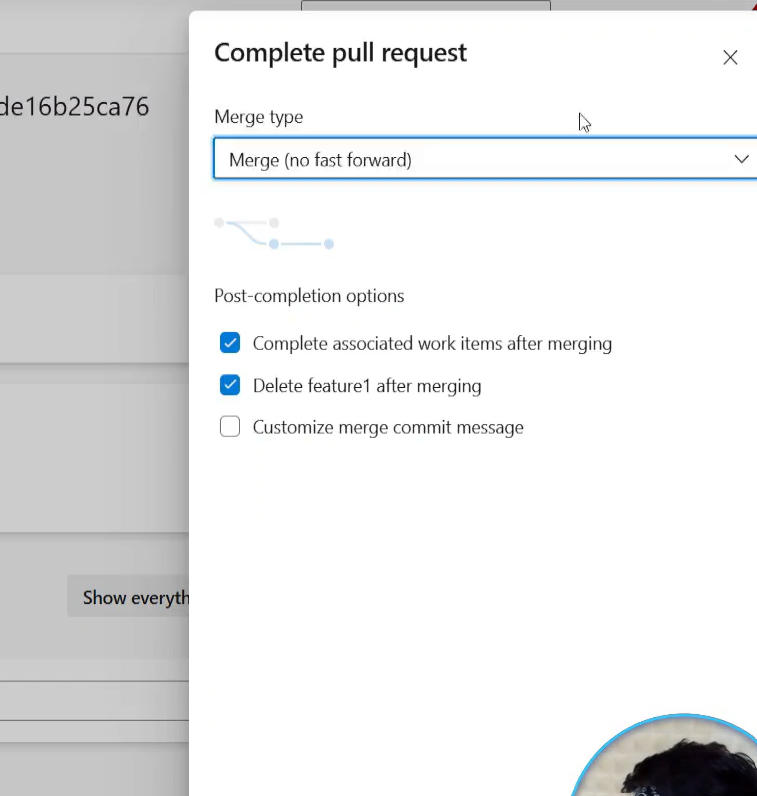 Complete pull request
de16b25ca76
Merge type
Merge (no fast forward)
Post-completion options
Complete associated work items after merging
Delete feature1 after merging
Customize merge commit message
Show everyth